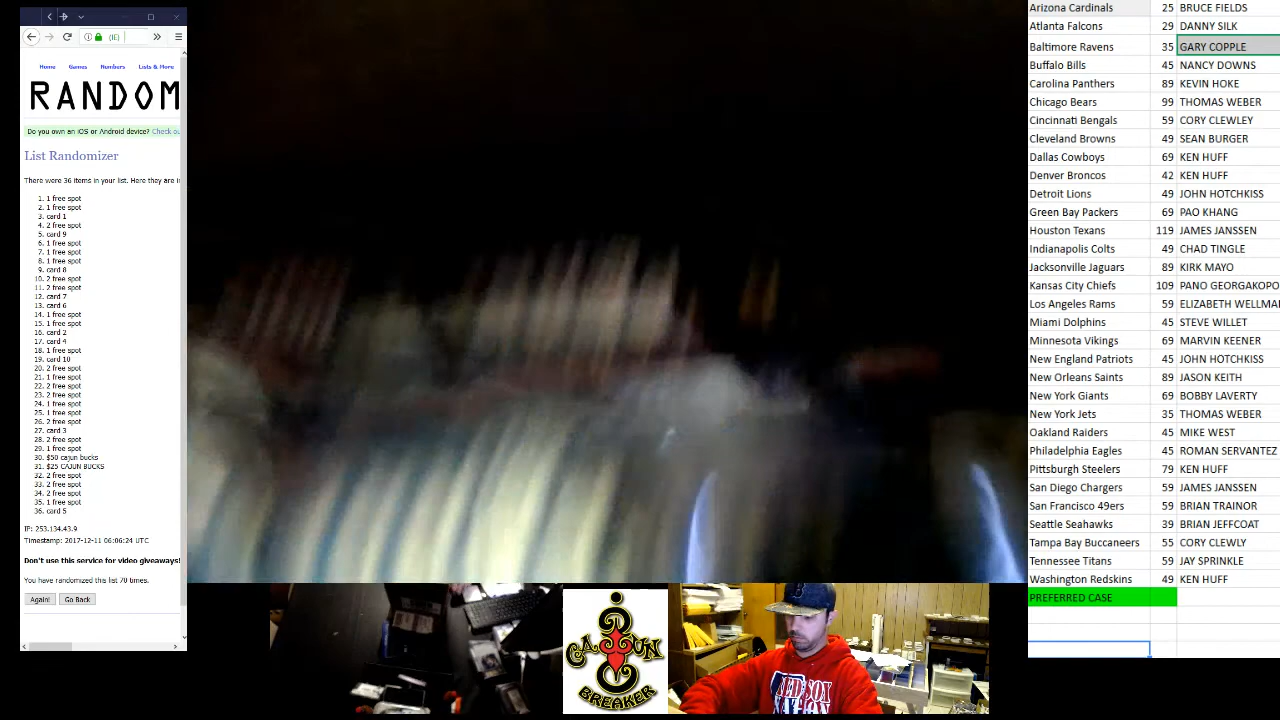 (IE)
Home Games Numbers Lists & More
RANDOM
Do you own an iOS or Android device? Check ou
List Randomizer
There were 36 items in your list. Here they are i
1. 1 free spot
2. 1 free spot
3. card 1
4. 2 free spot
5. card 9
6. 1 free spot
7. 1 free spot
8. 1 free spot
9. card 8
10. 2 free spot
11. 2 free spot
12. card 7
13. card 6
14. 1 free spot
15. 1 free spot
16. card 2
17. card 4
18. 1 free spot
19. card 10
20. 2 free spot
21. 1 free spot
22. 2 free spot
23. 2 free spot
24. 1 free spot
25. 1 free spot
26. 2 free spot
27. card 3
28. 2 free spot
29. 1 free spot
30. $50 cajun bucks
31. $25 CAJUN BUCKS
32. 2 free spot
33. 2 free spot
34. 2 free spot
35. 1 free spot
36. card 5
IP: 253.134.43.9
Timestamp: 2017-12-11 06:06:24 UTC
Don't use this service for video giveaways!
You have randomized this list 70 times.
Again! Go Back
Arizona Cardinals 25 BRUCE FIELDS
Atlanta Falcons 29 DANNY SILK
Baltimore Ravens 35 GARY COPPLE
Buffalo Bills 45 NANCY DOWNS
Carolina Panthers 89 KEVIN HOKE
Chicago Bears 99 THOMAS WEBER
Cincinnati Bengals 59 CORY CLEWLEY
Cleveland Browns 49 SEAN BURGER
Dallas Cowboys 69 KEN HUFF
Denver Broncos 42 KEN HUFF
Detroit Lions 49 JOHN HOTCHKISS
Green Bay Packers 69 PAO KHANG
Houston Texans 119 JAMES JANSSEN
Indianapolis Colts 49 CHAD TINGLE
Jacksonville Jaguars 89 KIRK MAYO
Kansas City Chiefs 109 PANO GEORGAKOPO
Los Angeles Rams 59 ELIZABETH WELLMA
Miami Dolphins 45 STEVE WILLET
Minnesota Vikings 69 MARVIN KEENER
New England Patriots 45 JOHN HOTCHKISS
New Orleans Saints 89 JASON KEITH
New York Giants 69 BOBBY LAVERTY
New York Jets 35 THOMAS WEBER
Oakland Raiders 45 MIKE WEST
Philadelphia Eagles 45 ROMAN SERVANTEZ
Pittsburgh Steelers 79 KEN HUFF
San Diego Chargers 59 JAMES JANSSEN
San Francisco 49ers 59 BRIAN TRAINOR
Seattle Seahawks 39 BRIAN JEFFCOAT
Tampa Bay Buccaneers 55 CORY CLEWLY
Tennessee Titans 59 JAY SPRINKLE
Washington Redskins 49 KEN HUFF
PREFERRED CASE
CAJUN
BREAKER
B
RED SOX
NATION